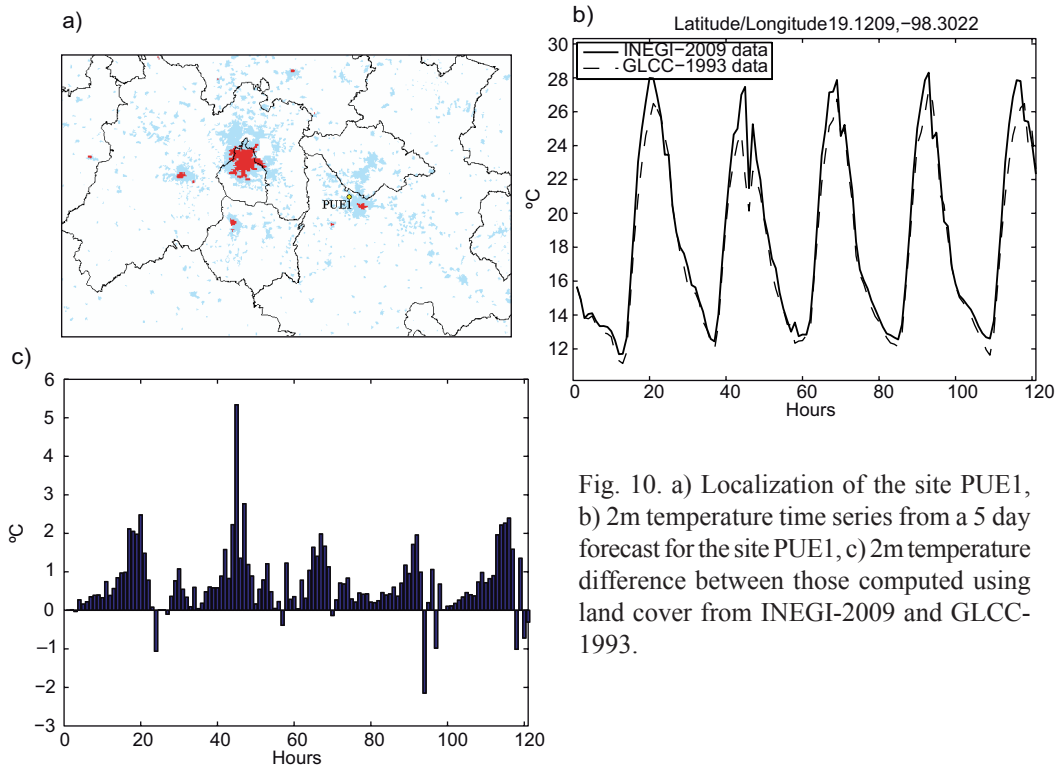 a)
PUE1
b)
Latitude/Longitude19.1209,−98.3022
INEGI−2009 data
GLCC−1993 data
30
28
26
24
22
20
18
16
14
12
ºC
0
20
40
60
80
100
120
Hours
c)
6
5
4
3
2
1
0
−1
−2
−3
ºC
0
20
40
60
80
100
120
Hours
Fig. 10. a) Localization of the site PUE1,
b) 2m temperature time series from a 5 day
forecast for the site PUE1, c) 2m temperature
difference between those computed using
land cover from INEGI-2009 and GLCC-
1993.